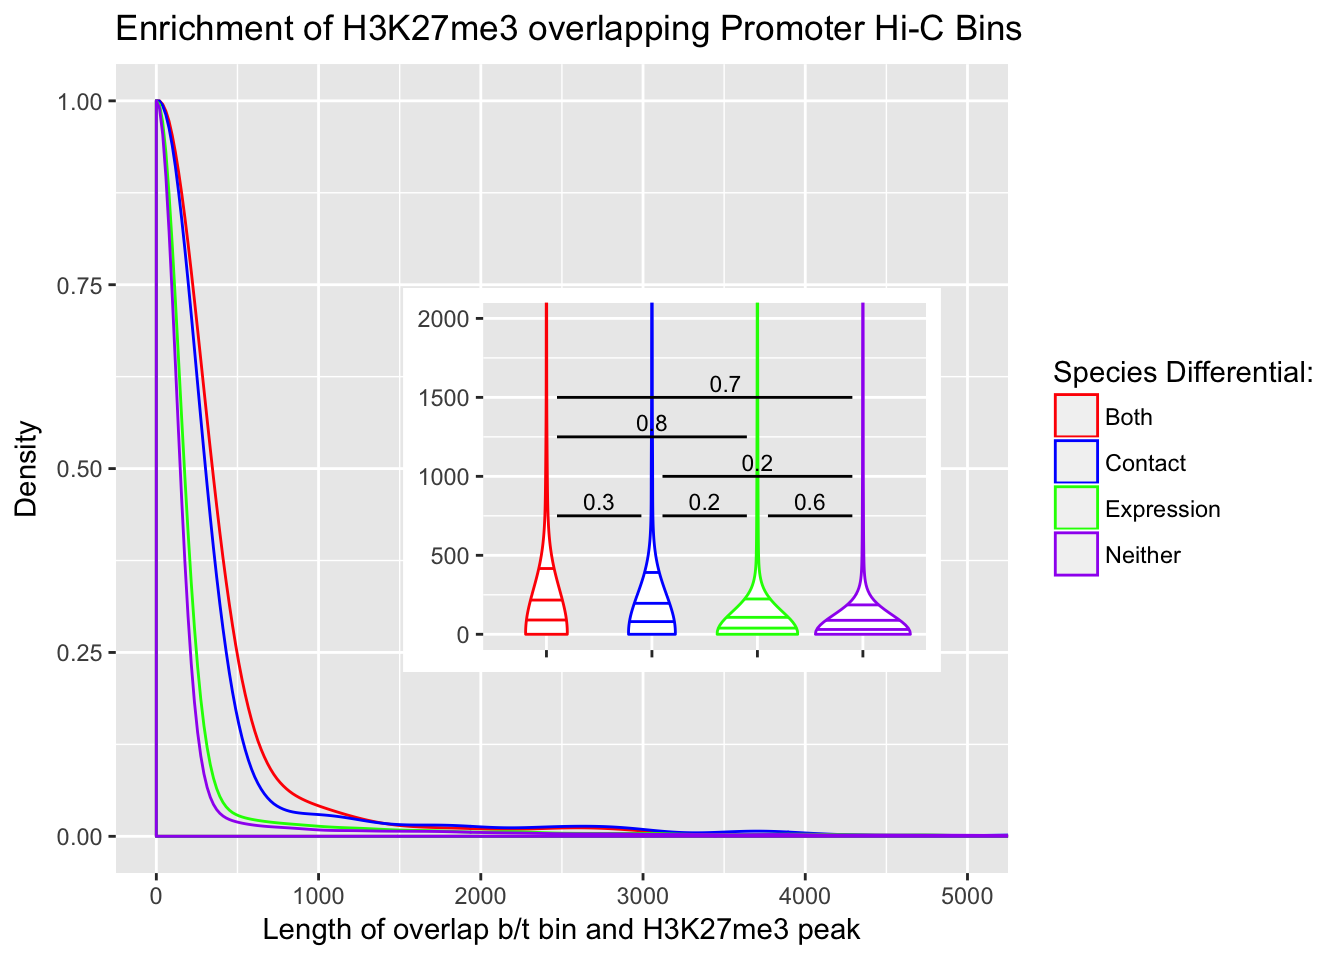 Enrichment of H3K27me3 overlapping Promoter Hi-C Bins
1.00
0.75
0.50
0.25
0.00
Density
0
1000
2000
3000
4000
5000
Length of overlap b/t bin and H3K27me3 peak
2000
1500
1000
500
0
0.7
0.8
0.2
0.3
0.2
0.6
Species Differential:
Both
Contact
Expression
Neither